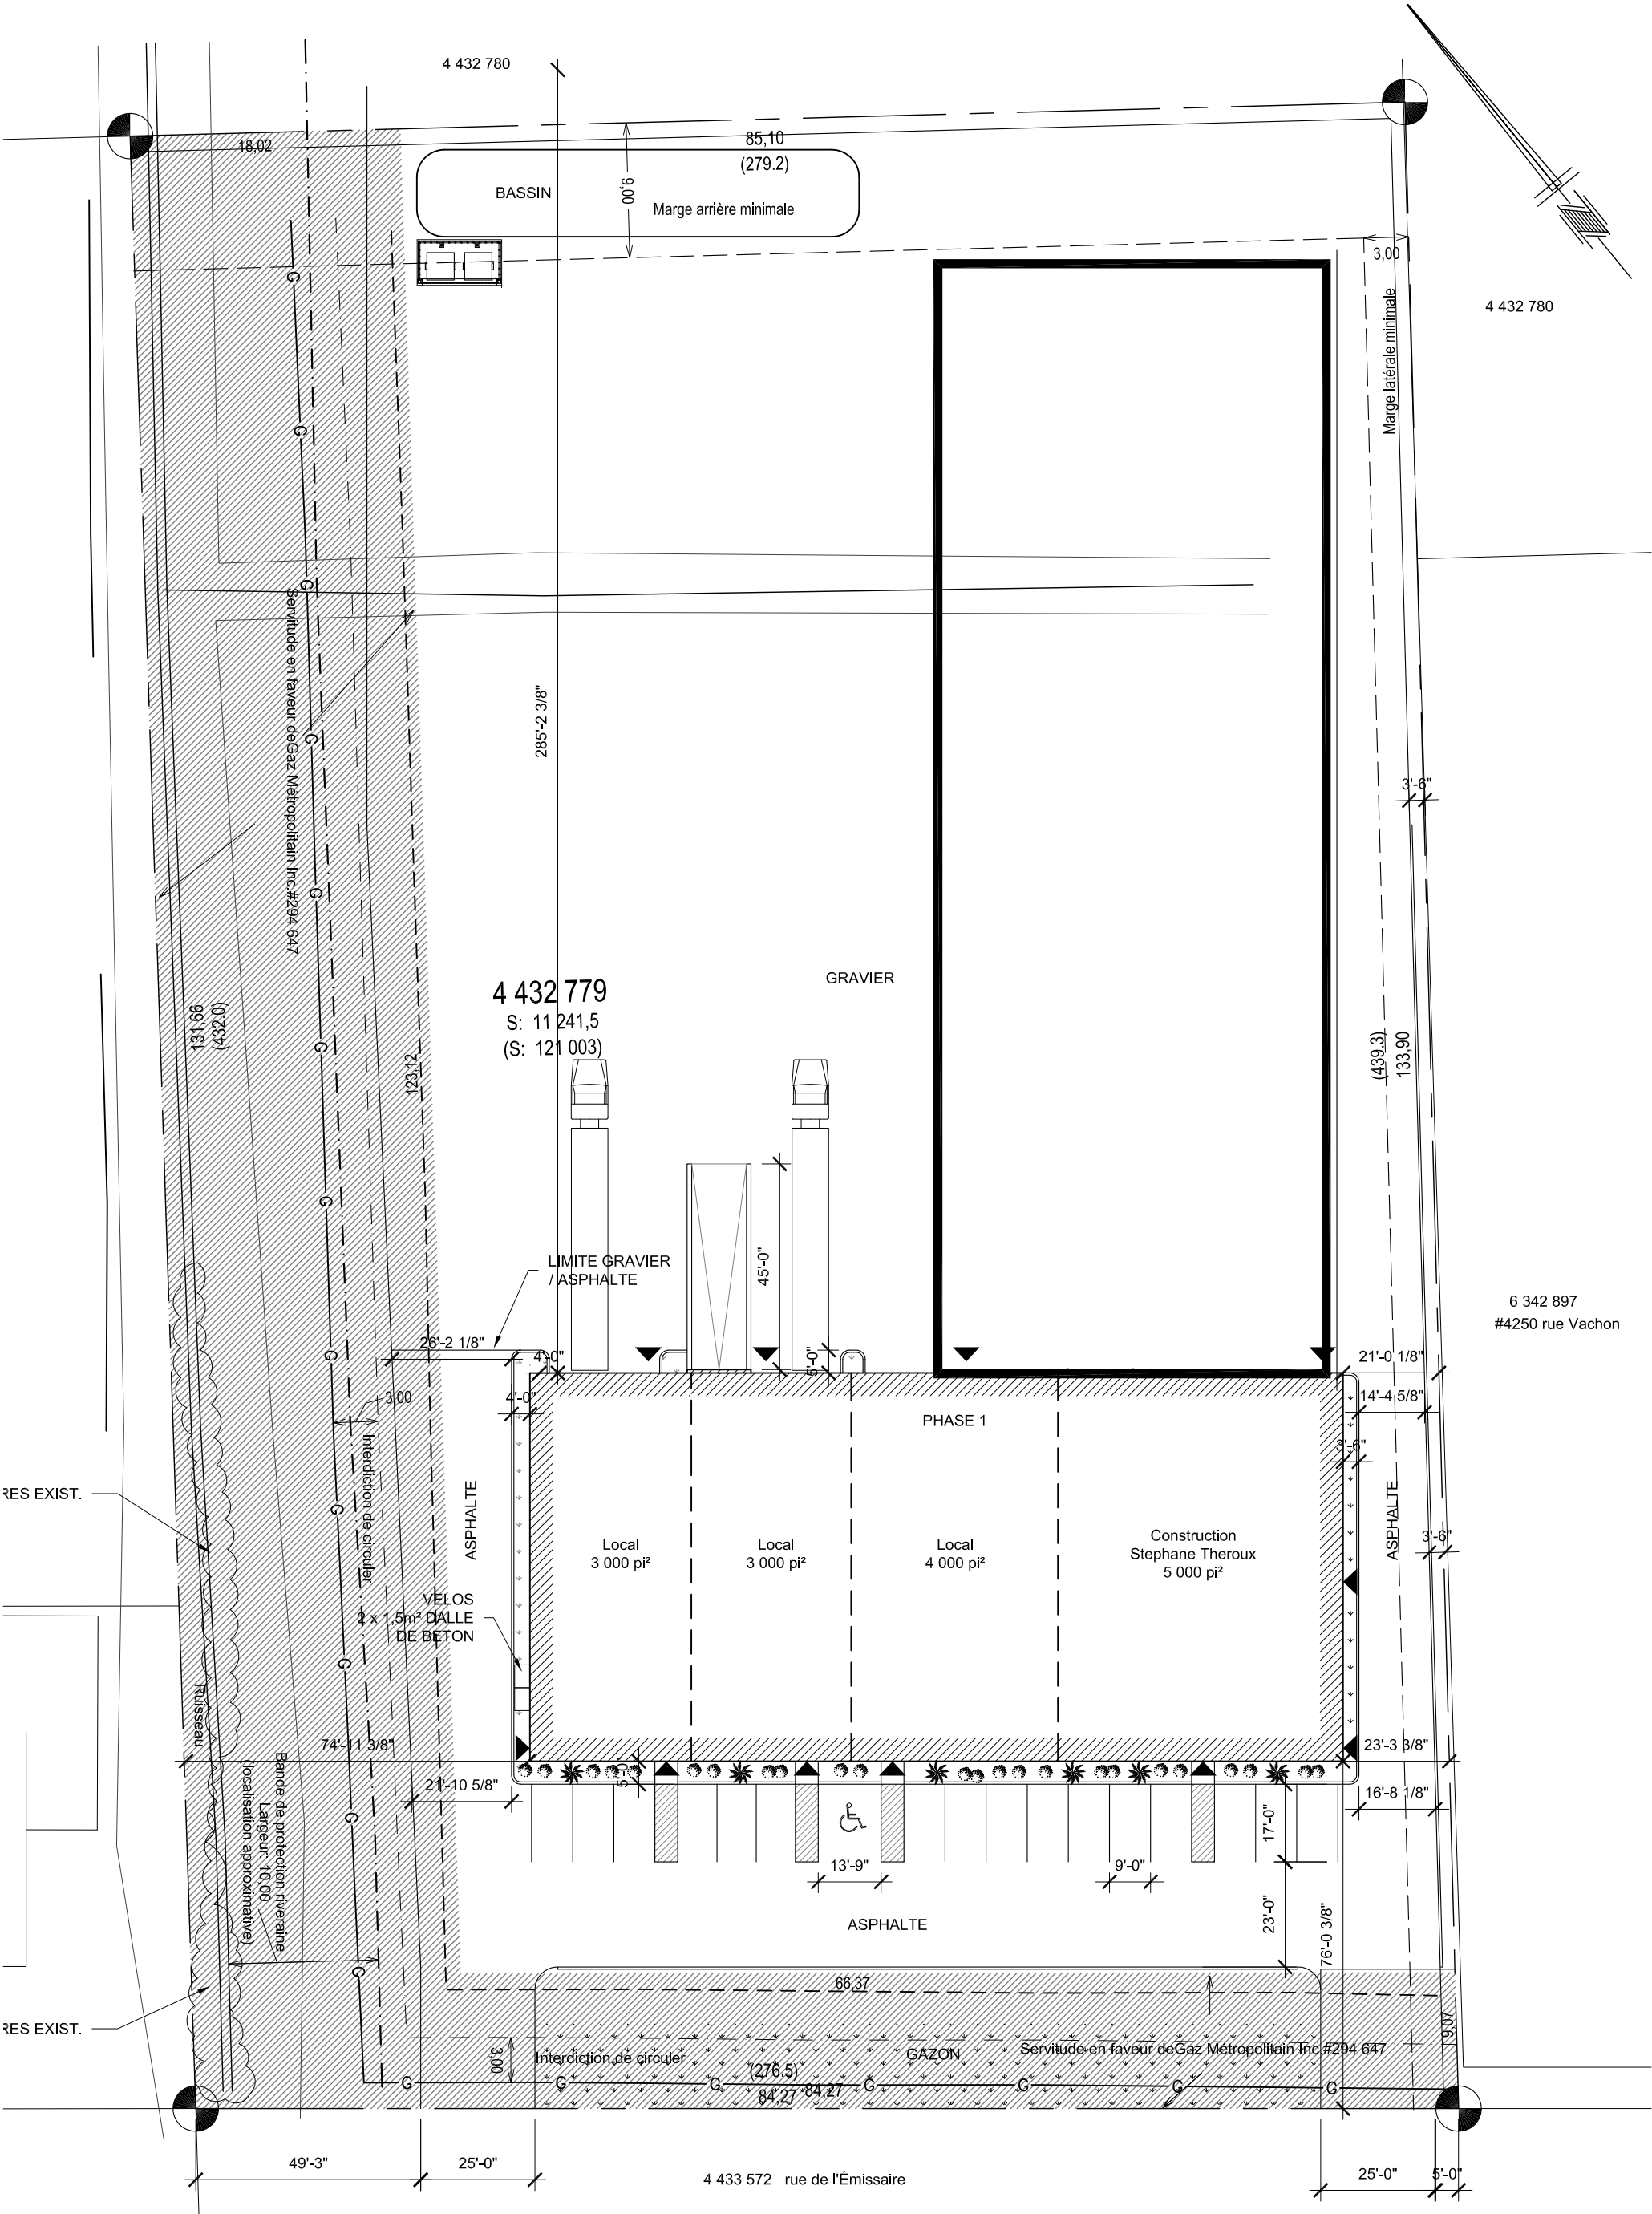 4 432 780
18,02
85,10
(279.2)
BASSIN
9,00
Marge arrière minimale
3,00
4 432 780
Marge latérale minimale
G
G
G
Servitude en faveur deGaz Métropolitain Inc.#294 647
G
285'-2 3/8"
3'-6"
G
GRAVIER
4 432 779
S: 11 241,5
(S: 121 003)
131,66
(432.0)
G
123,12
(439.3)
133,90
G
LIMITE GRAVIER
/ ASPHALTE
45'-0"
6 342 897
#4250 rue Vachon
26'-2 1/8"
G
4'-0"
5'-0"
21'-0 1/8"
3,00
4'-0"
14'-4 5/8"
PHASE 1
3'-6"
Interdiction de circuler
RES EXIST.
G
ASPHALTE
ASPHALTE
Local
3 000 pi²
Local
3 000 pi²
Local
4 000 pi²
Construction
Stephane Theroux
5 000 pi²
3'-6"
VELOS
2 x 1,5m² DALLE
DE BETON
G
Ruisseau
74'-11 3/8"
23'-3 3/8"
5'-0"
21'-10 5/8"
16'-8 1/8"
G
Bande de protection riveraine
Largeur: 10,00
(localisation approximative)
17'-0"
13'-9"
9'-0"
23'-0"
ASPHALTE
76'-0 3/8"
G
66,37
RES EXIST.
9,07
3,00
Interdiction de circuler
GAZON
Servitude en faveur deGaz Métropolitain Inc.#294 647
(276.5)
G
G
G
G
G
G
G
84,27
84,27
49'-3"
25'-0"
4 433 572 rue de l'Émissaire
25'-0"
5'-0"